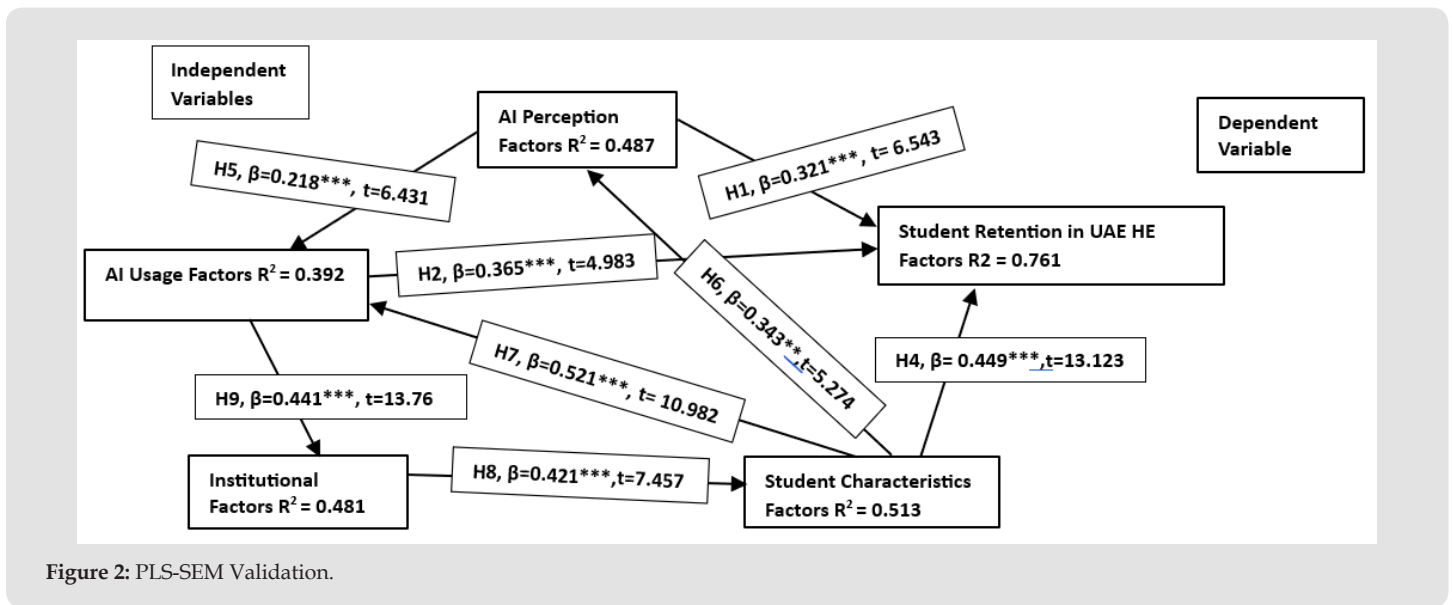 Independent
Variables
AI Perception
Factors R² = 0.487
Dependent
Variable
H5, β=0.218***, t=6.431
H1, β=0.321***, t= 6.543
Student Retention in UAE HE
Factors R2 = 0.761
AI Usage Factors R² = 0.392
H2, β=0.365***, t=4.983
H6, β=0.343**,t=5.274
H7, β=0.521***, t= 10.982
H4, β= 0.449***,t=13.123
H9, β=0.441***, t=13.76
Institutional
Factors R² = 0.481
H8, β=0.421***,t=7.457
Student Characteristics
Factors R² = 0.513
Figure 2: PLS-SEM Validation.